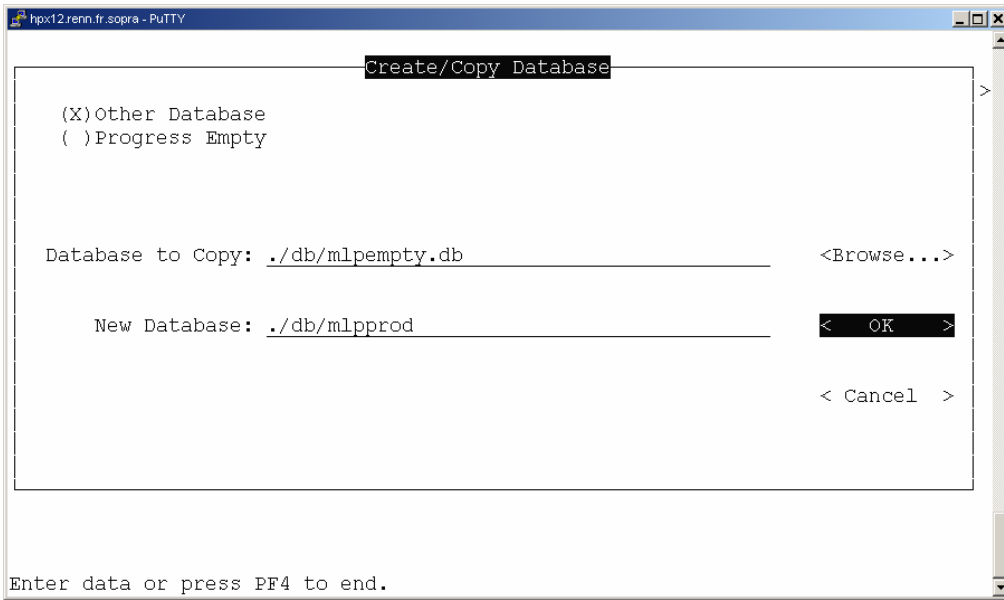 hpx12.renn.fr.sopra - PuTTY
Create/Copy Database
>
(X)Other Database
( )Progress Empty
Database to Copy: ./db/mlpempty.db <Browse...>
New Database: ./db/mlpprod < OK >
< Cancel >
Enter data or press PF4 to end.